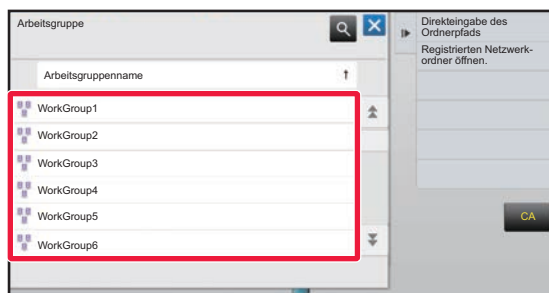 Arbeitsgruppe
Arbeitsgruppenname
WorkGroup1
WorkGroup2
WorkGroup3
WorkGroup4
WorkGroup5
WorkGroup6
Direkteingabe des
Ordnerpfads
Registrierten Netzwerk-
ordner öffnen.
CA